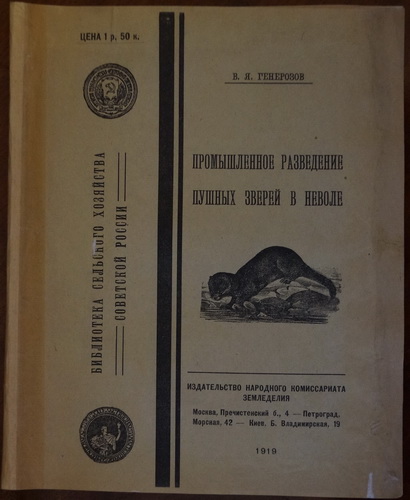 ЦЕНА 1 р. 50 к.
БИБЛИОТЕКА СЕЛЬСКОГО ХОЗЯЙСТВА
СОВЕТСКОЙ РОССИИ
В. Я. ГЕНЕРОЗОВ
ПРОМЫШЛЕННОЕ РАЗВЕДЕНИЕ
ПУШНЫХ ЗВЕРЕЙ В НЕВОЛЕ
ИЗДАТЕЛЬСТВО НАРОДНОГО КОМИССАРИАТА
ЗЕМЛЕДЕЛИЯ
Москва, Пречистенский б., 4 — Петроград,
Морская, 42 — Киев, Б. Владимирская, 19
1919